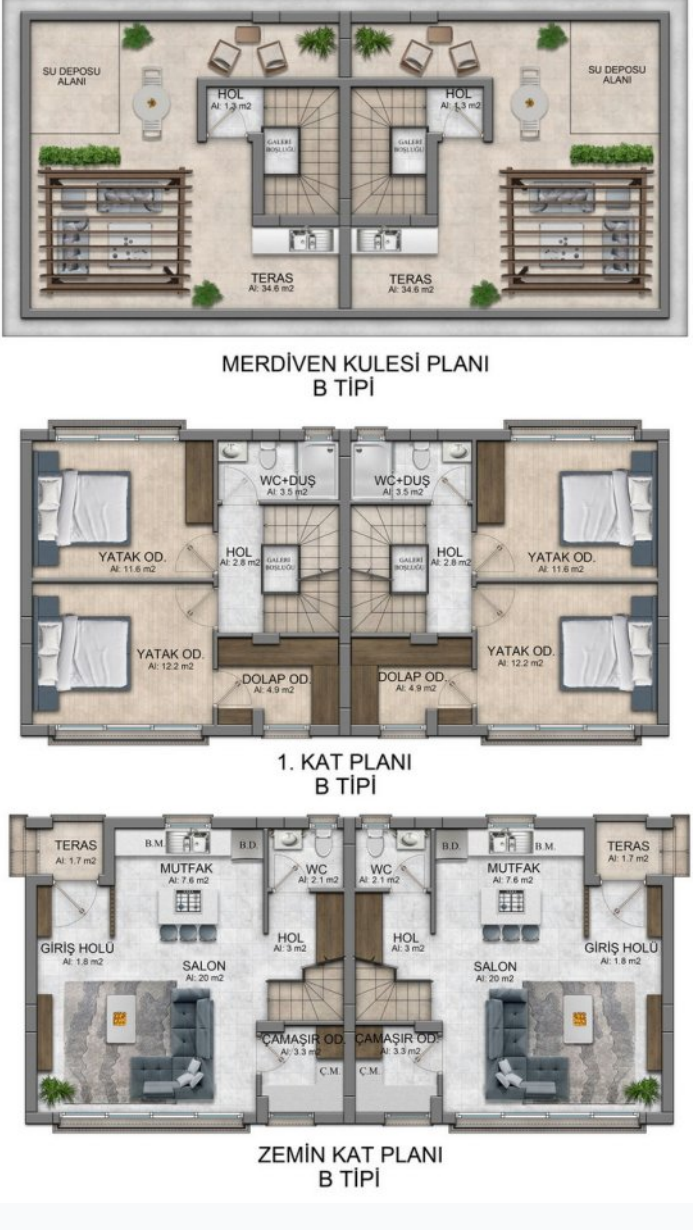 SU DEPOSU
ALANI
HOL
Al: 1.3 m2
GALERİ
BOŞLUĞU
TERAS
Al: 34.6 m2
HOL
Al: 1.3 m2
GALERİ
BOŞLUĞU
TERAS
Al: 34.6 m2
SU DEPOSU
ALANI
MERDİVEN KULESİ PLANI
B TİPİ
WC+DUŞ
Al: 3.5 m2
YATAK OD.
Al: 11.6 m2
HOL
Al: 2.8 m2
GALERİ
BOŞLUĞU
YATAK OD.
Al: 12.2 m2
DOLAP OD.
Al: 4.9 m2
WC+DUŞ
Al: 3.5 m2
GALERİ
BOŞLUĞU
HOL
Al: 2.8 m2
YATAK OD.
Al: 11.6 m2
DOLAP OD.
Al: 4.9 m2
YATAK OD.
Al: 12.2 m2
1. KAT PLANI
B TİPİ
TERAS
Al: 1.7 m2
B.M.
B.D.
MUTFAK
Al: 7.6 m2
WC
Al: 2.1 m2
GİRİŞ HOLÜ
Al: 1.8 m2
HOL
Al: 3 m2
SALON
Al: 20 m2
ÇAMAŞIR OD.
Al: 3.3 m2
Ç.M.
WC
Al: 2.1 m2
B.D.
B.M.
MUTFAK
Al: 7.6 m2
TERAS
Al: 1.7 m2
HOL
Al: 3 m2
GİRİŞ HOLÜ
Al: 1.8 m2
SALON
Al: 20 m2
ÇAMAŞIR OD.
Al: 3.3 m2
Ç.M.
ZEMİN KAT PLANI
B TİPİ